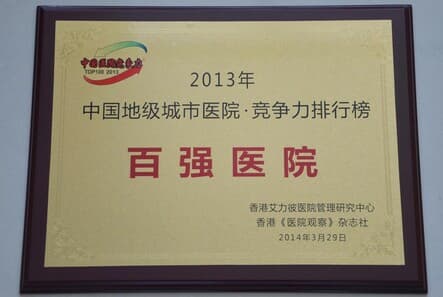 TOP100 2013
2013年
中国地级城市医院·竞争力排行榜
百强医院
香港艾力彼医院管理研究中心
香港《医院观察》杂志社
2014年3月29日